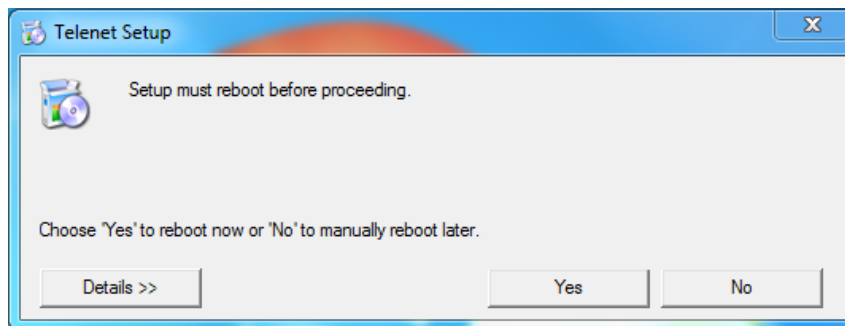 Telenet Setup
Setup must reboot before proceeding.
Choose 'Yes' to reboot now or 'No' to manually reboot later.
Details >>
Yes
No